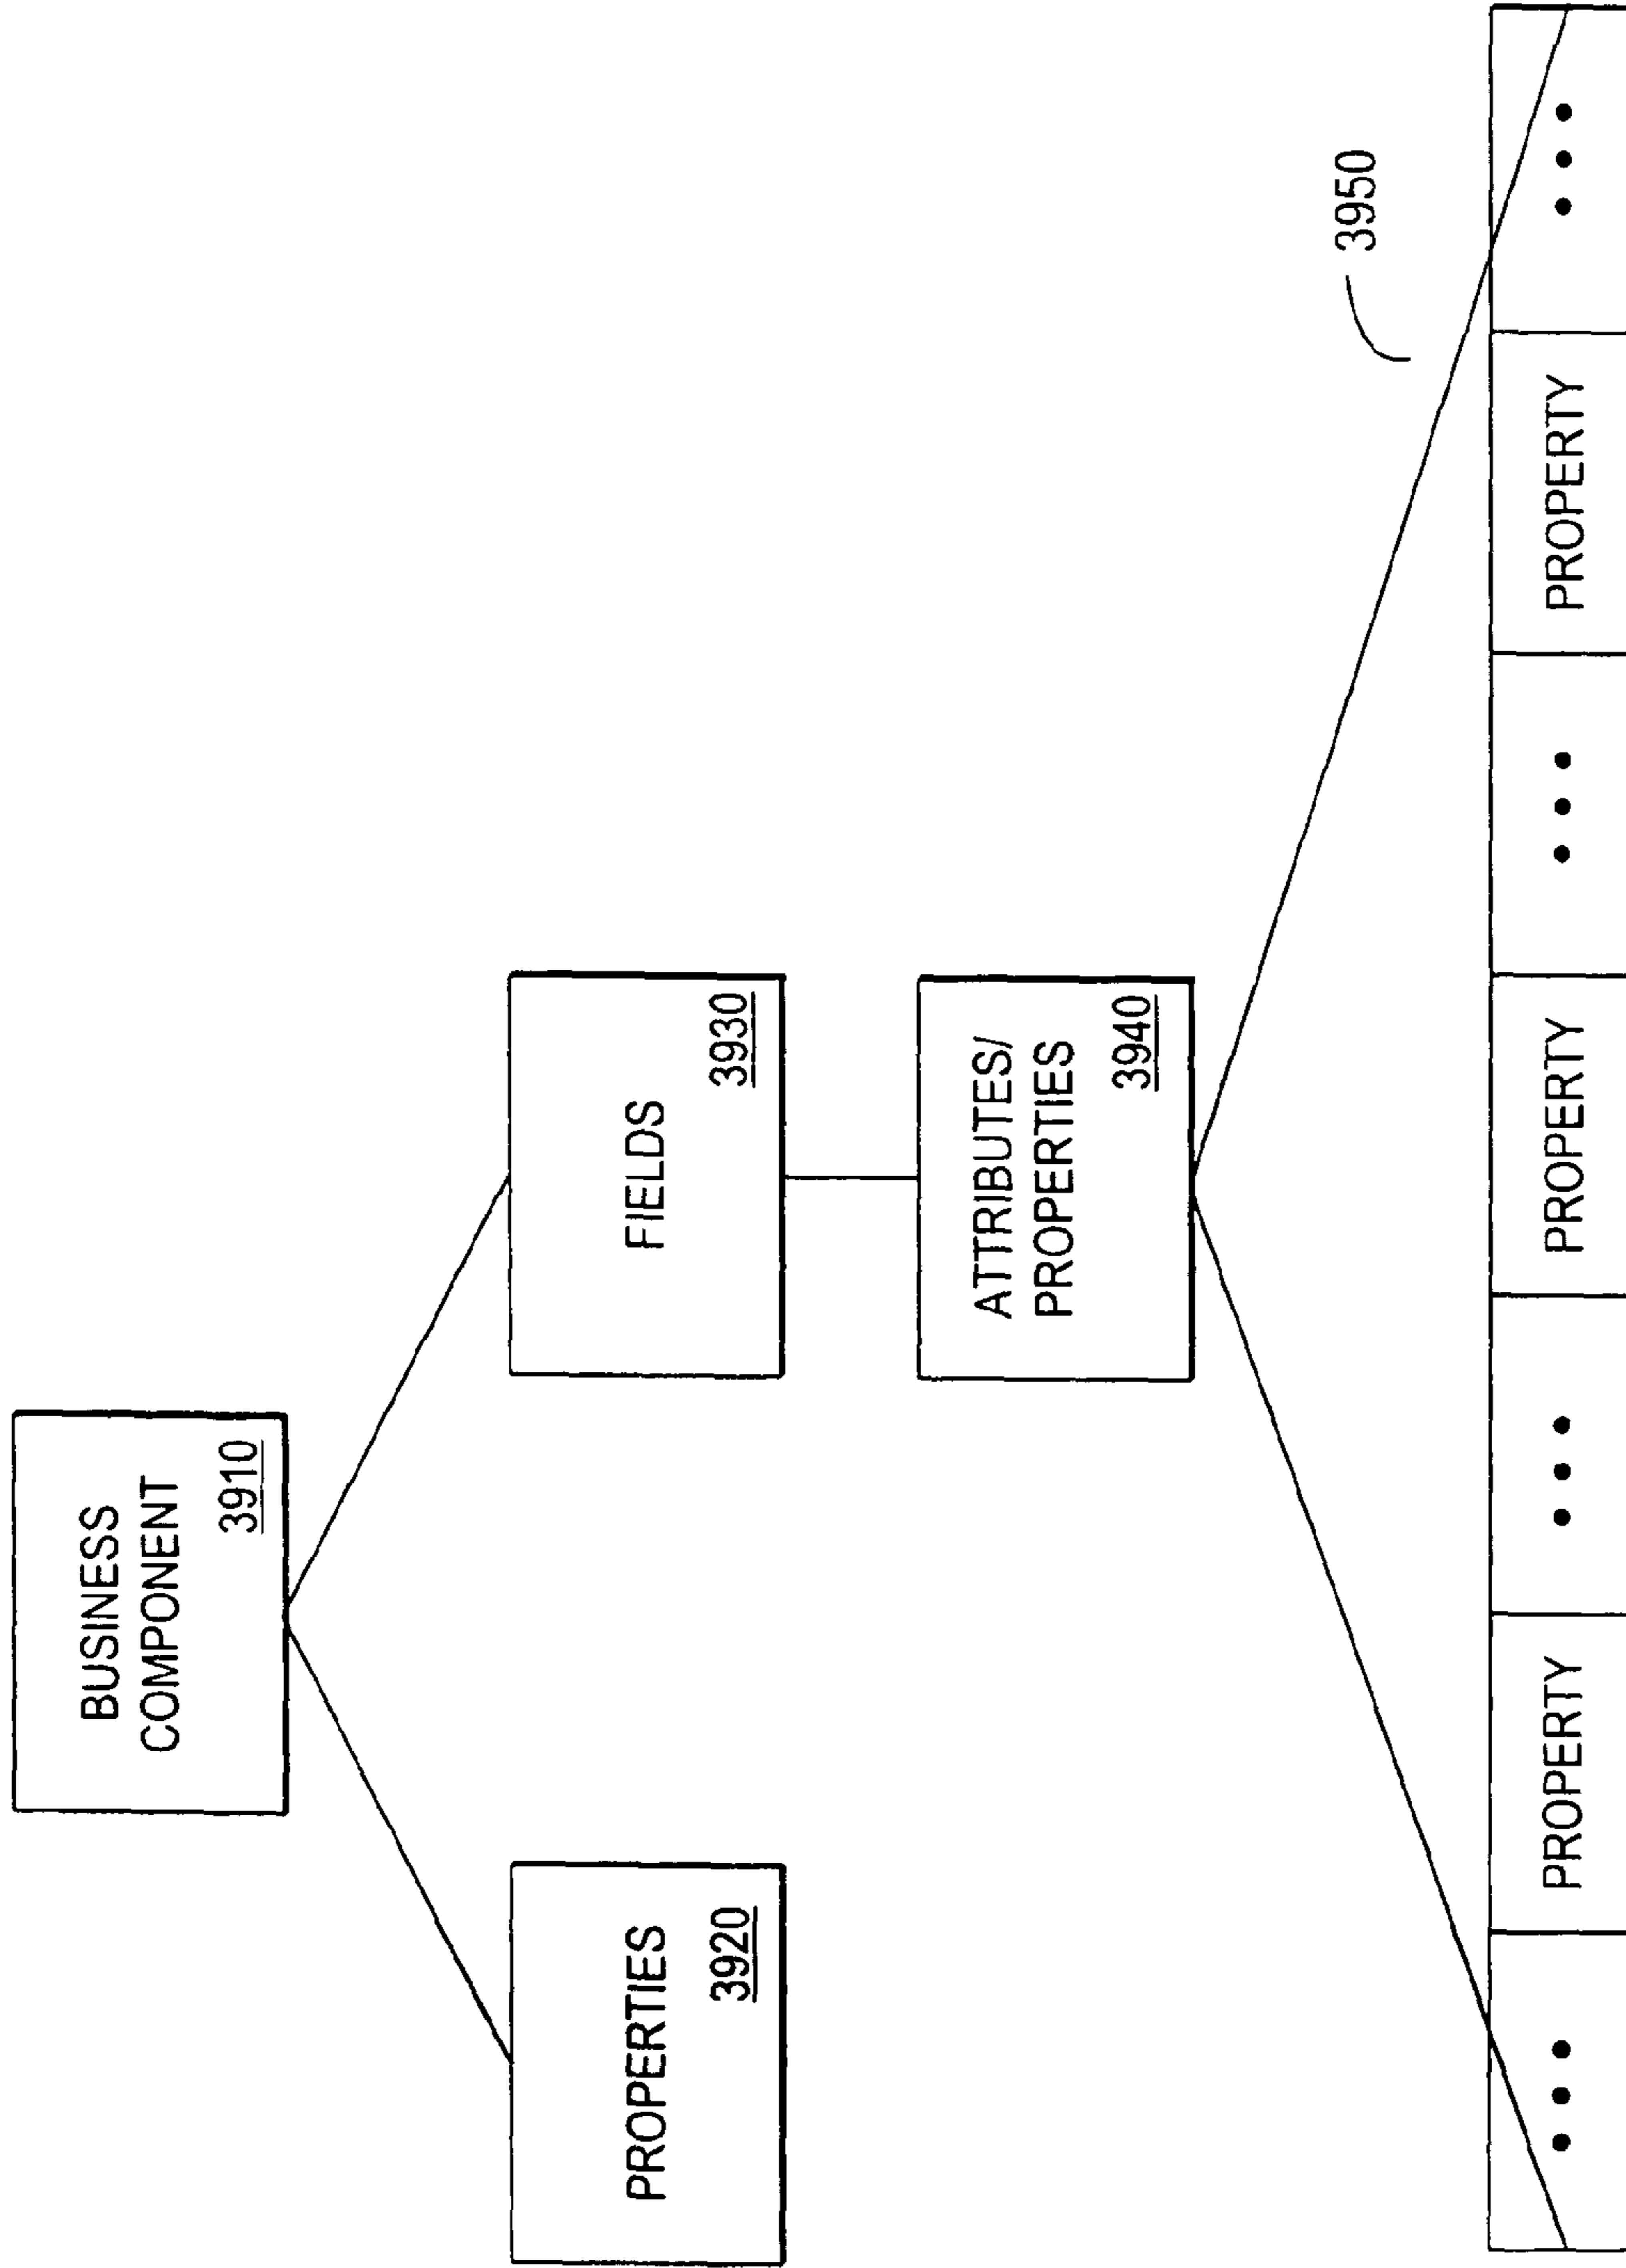 BUSINESS
COMPONENT
3910
PROPERTIES
3920
FIELDS
3930
ATTRIBUTES/
PROPERTIES
3940
3950
••• PROPERTY ••• PROPERTY ••• PROPERTY •••